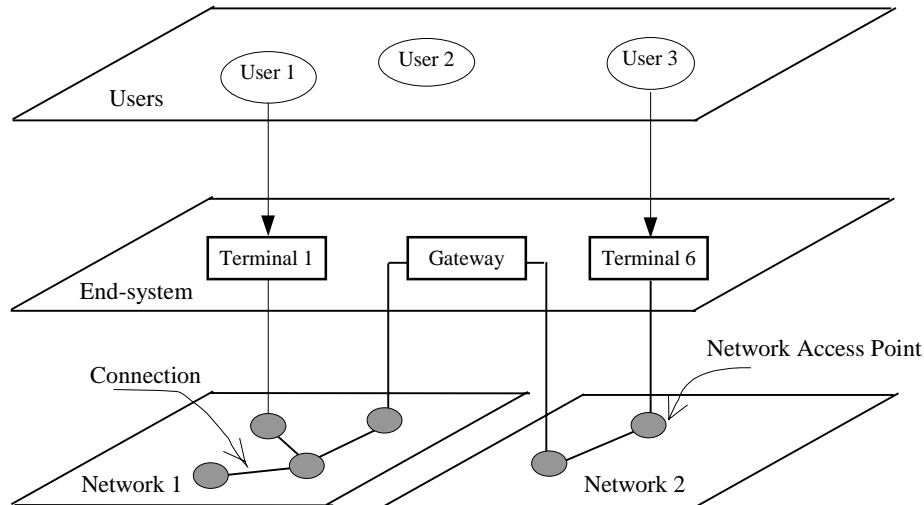 User 1
User 2
User 3
Users
Terminal 1
Gateway
Terminal 6
End-system
Network Access Point
Connection
Network 1
Network 2